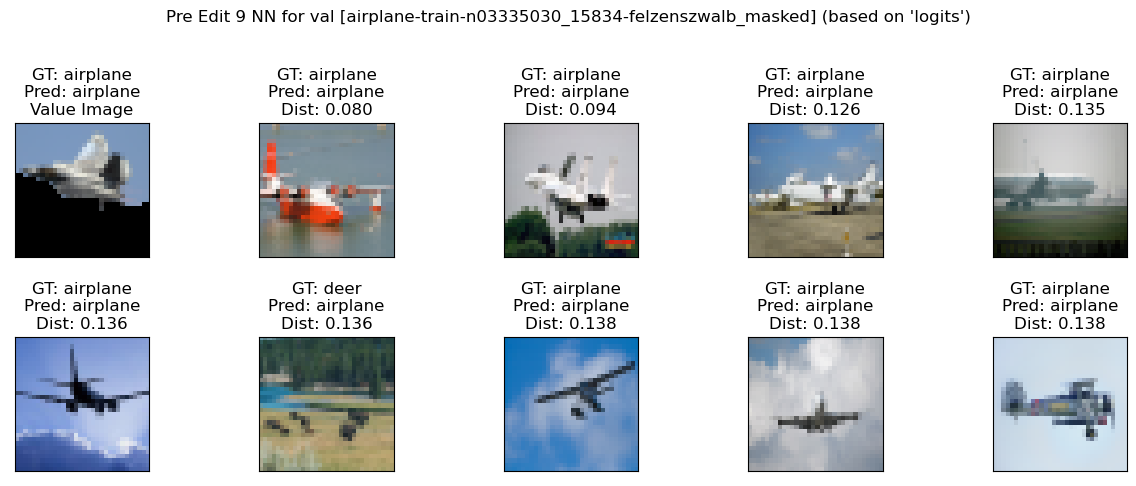 Pre Edit 9 NN for val [airplane-train-n03335030_15834-felzenszwalb_masked] (based on 'logits')
GT: airplane
Pred: airplane
Value Image
GT: airplane
Pred: airplane
Dist: 0.080
GT: airplane
Pred: airplane
Dist: 0.094
GT: airplane
Pred: airplane
Dist: 0.126
GT: airplane
Pred: airplane
Dist: 0.135
GT: airplane
Pred: airplane
Dist: 0.136
GT: deer
Pred: airplane
Dist: 0.136
GT: airplane
Pred: airplane
Dist: 0.138
GT: airplane
Pred: airplane
Dist: 0.138
GT: airplane
Pred: airplane
Dist: 0.138